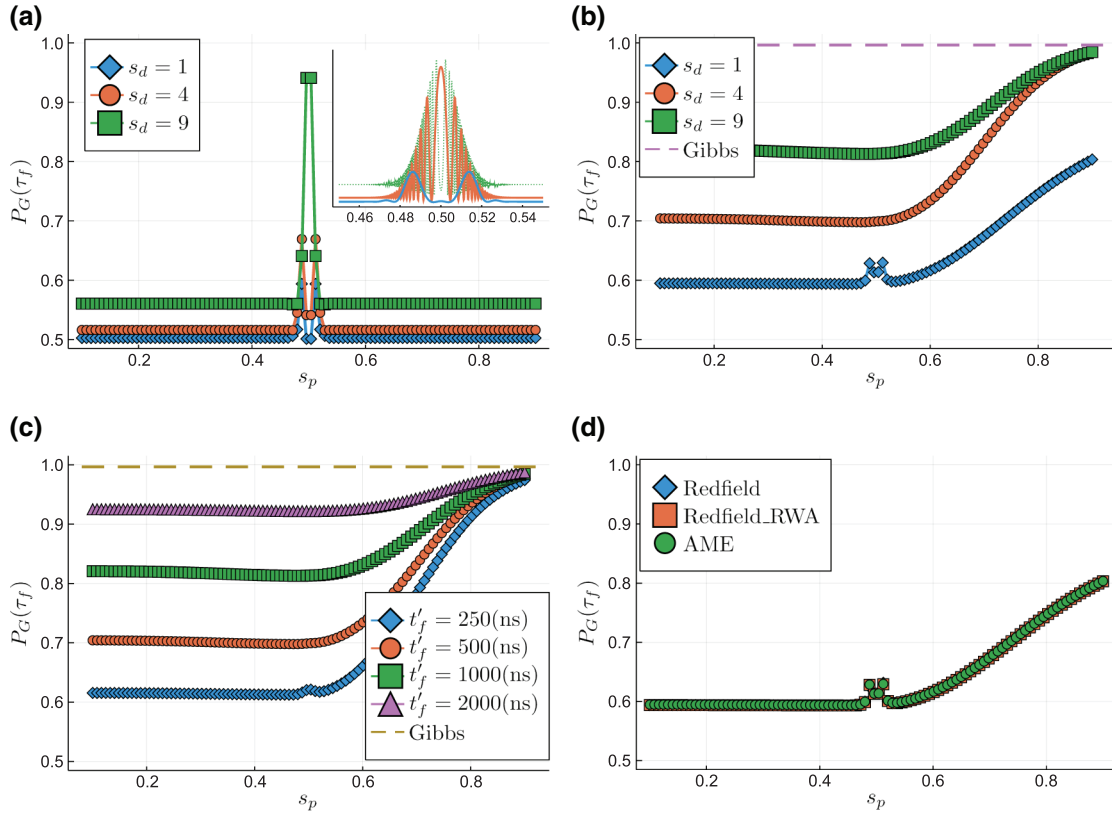 (a)
1.0
0.9
0.8
0.7
0.6
0.5
P_G(τ_f)
s_d = 1
s_d = 4
s_d = 9
0.46 0.48 0.50 0.52 0.54
0.2 0.4 0.6 0.8
s_p
(b)
1.0
0.9
0.8
0.7
0.6
0.5
P_G(τ_f)
s_d = 1
s_d = 4
s_d = 9
Gibbs
0.2 0.4 0.6 0.8
s_p
(c)
1.0
0.9
0.8
0.7
0.6
0.5
P_G(τ_f)
t'_f = 250(ns)
t'_f = 500(ns)
t'_f = 1000(ns)
t'_f = 2000(ns)
Gibbs
0.2 0.4 0.6 0.8
s_p
(d)
1.0
0.9
0.8
0.7
0.6
0.5
P_G(τ_f)
Redfield
Redfield_RWA
AME
0.2 0.4 0.6 0.8
s_p